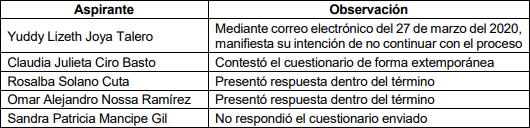 Aspirante Observación
Yuddy Lizeth Joya Talero
Mediante correo electrónico del 27 de marzo del 2020,
manifiesta su intención de no continuar con el proceso
Claudia Julieta Ciro Basto Contestó el cuestionario de forma extemporánea
Rosalba Solano Cuta Presentó respuesta dentro del término
Omar Alejandro Nossa Ramírez Presentó respuesta dentro del término
Sandra Patricia Mancipe Gil No respondió el cuestionario enviado